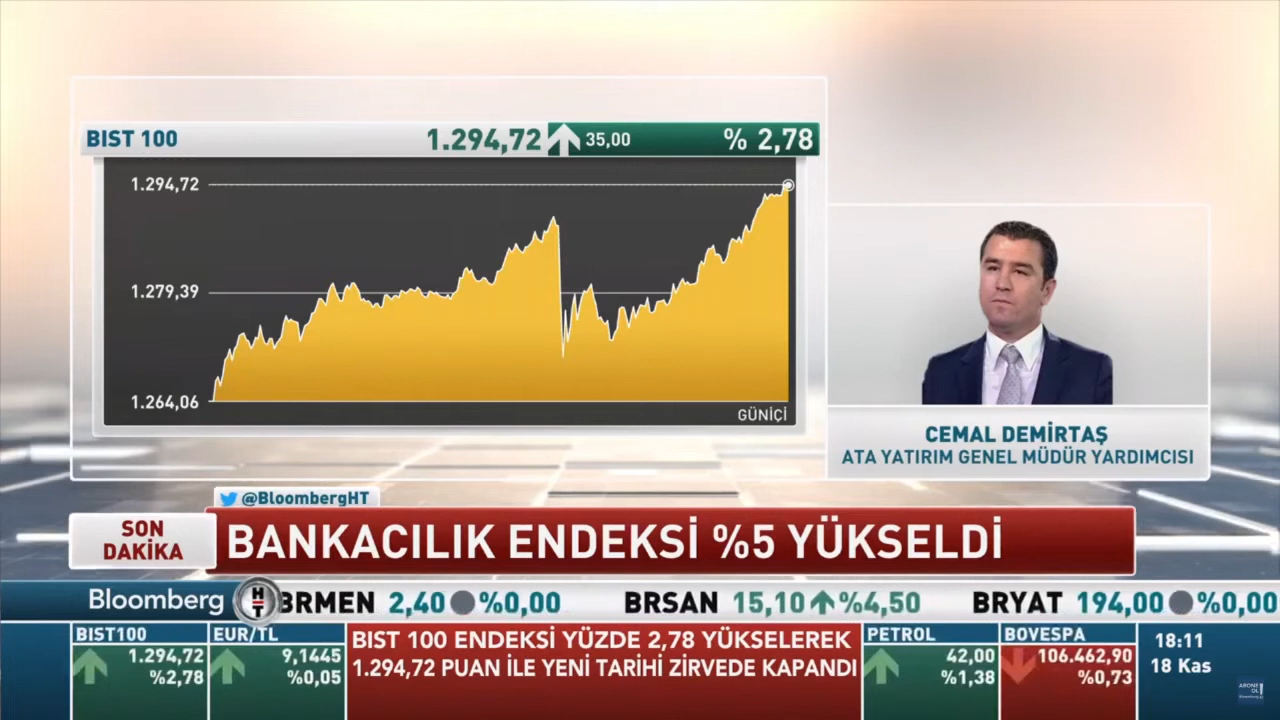 BIST 100 1.294,72 35,00 % 2,78
1.294,72
1.279,39
1.264,06
GÜNİÇİ
CEMAL DEMİRTAŞ
ATA YATIRIM GENEL MÜDÜR YARDIMCISI
@BloombergHT
SON
DAKİKA
BANKACILIK ENDEKSİ %5 YÜKSELDİ
Bloomberg HT BRMEN 2,40 %0,00 BRSAN 15,10 %4,50 BRYAT 194,00 %0,00
BIST100
1.294,72
%2,78
EUR/TL
9,1445
%0,05
BIST 100 ENDEKSİ YÜZDE 2,78 YÜKSELEREK
1.294,72 PUAN İLE YENİ TARİHİ ZİRVEDE KAPANDI
PETROL
42,00
%1,38
BOVESPA
106.462,90
%0,73
18:11
18 Kas
ABONE
OL!
Bloomberg